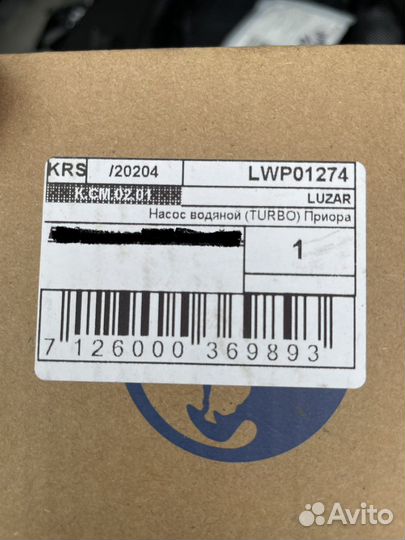 KRS /20204 LWP01274
K.CM.02.01 LUZAR
Насос водяной (TURBO) Приора
1
7 126000 369893
Avito